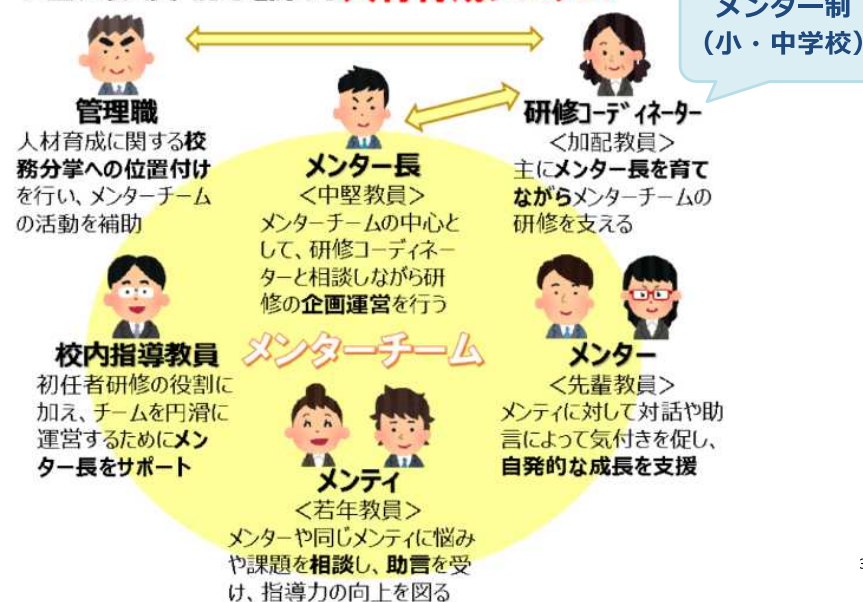 メンター制
（小・中学校）
管理職
人材育成に関する校
務分掌への位置付け
を行い、メンターチーム
の活動を補助
研修コーディネーター
＜加配教員＞
主にメンター長を育て
ながらメンターチームの
研修を支える
メンター長
＜中堅教員＞
メンターチームの中心と
して、研修コーディネー
ターと相談しながら研
修の企画運営を行う
メンターチーム
校内指導教員
初任者研修の役割に
加え、チームを円滑に
運営するためにメン
ター長をサポート
メンター
＜先輩教員＞
メンティに対して対話や助
言によって気付きを促し、
自発的な成長を支援
メンティ
＜若年教員＞
メンターや同じメンティに悩み
や課題を相談し、助言を受
け、指導力の向上を図る
3